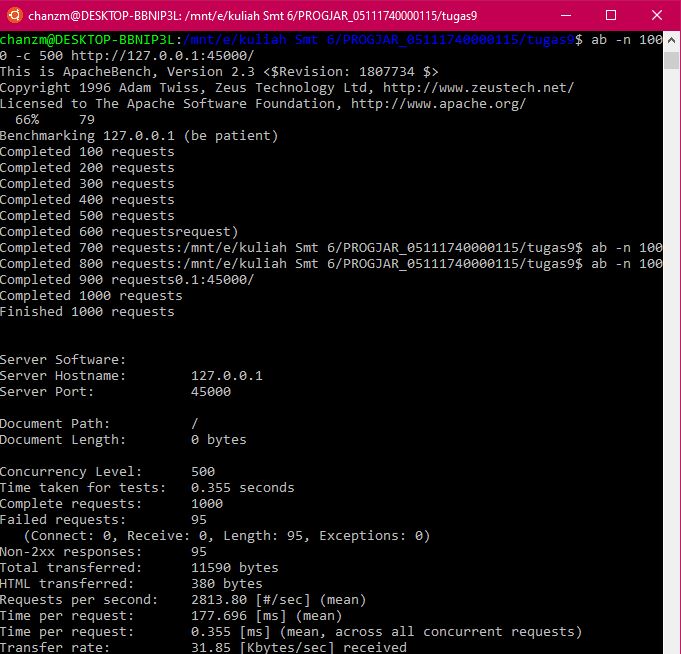 chanzm@DESKTOP-BBNIP3L: /mnt/e/kuliah Smt 6/PROGJAR_05111740000115/tugas9
chanzm@DESKTOP-BBNIP3L:/mnt/e/kuliah Smt 6/PROGJAR_05111740000115/tugas9$ ab -n 100
0 -c 500 http://127.0.0.1:45000/
This is ApacheBench, Version 2.3 <$Revision: 1807734 $>
Copyright 1996 Adam Twiss, Zeus Technology Ltd, http://www.zeustech.net/
Licensed to The Apache Software Foundation, http://www.apache.org/
  66%     79
Benchmarking 127.0.0.1 (be patient)
Completed 100 requests
Completed 200 requests
Completed 300 requests
Completed 400 requests
Completed 500 requests
Completed 600 requestsrequest)
Completed 700 requests:/mnt/e/kuliah Smt 6/PROGJAR_05111740000115/tugas9$ ab -n 100
Completed 800 requests:/mnt/e/kuliah Smt 6/PROGJAR_05111740000115/tugas9$ ab -n 100
Completed 900 requests0.1:45000/
Completed 1000 requests
Finished 1000 requests
Server Software:
Server Hostname:        127.0.0.1
Server Port:            45000
Document Path:          /
Document Length:        0 bytes
Concurrency Level:      500
Time taken for tests:   0.355 seconds
Complete requests:      1000
Failed requests:        95
   (Connect: 0, Receive: 0, Length: 95, Exceptions: 0)
Non-2xx responses:      95
Total transferred:      11590 bytes
HTML transferred:       380 bytes
Requests per second:    2813.80 [#/sec] (mean)
Time per request:       177.696 [ms] (mean)
Time per request:       0.355 [ms] (mean, across all concurrent requests)
Transfer rate:          31.85 [Kbytes/sec] received